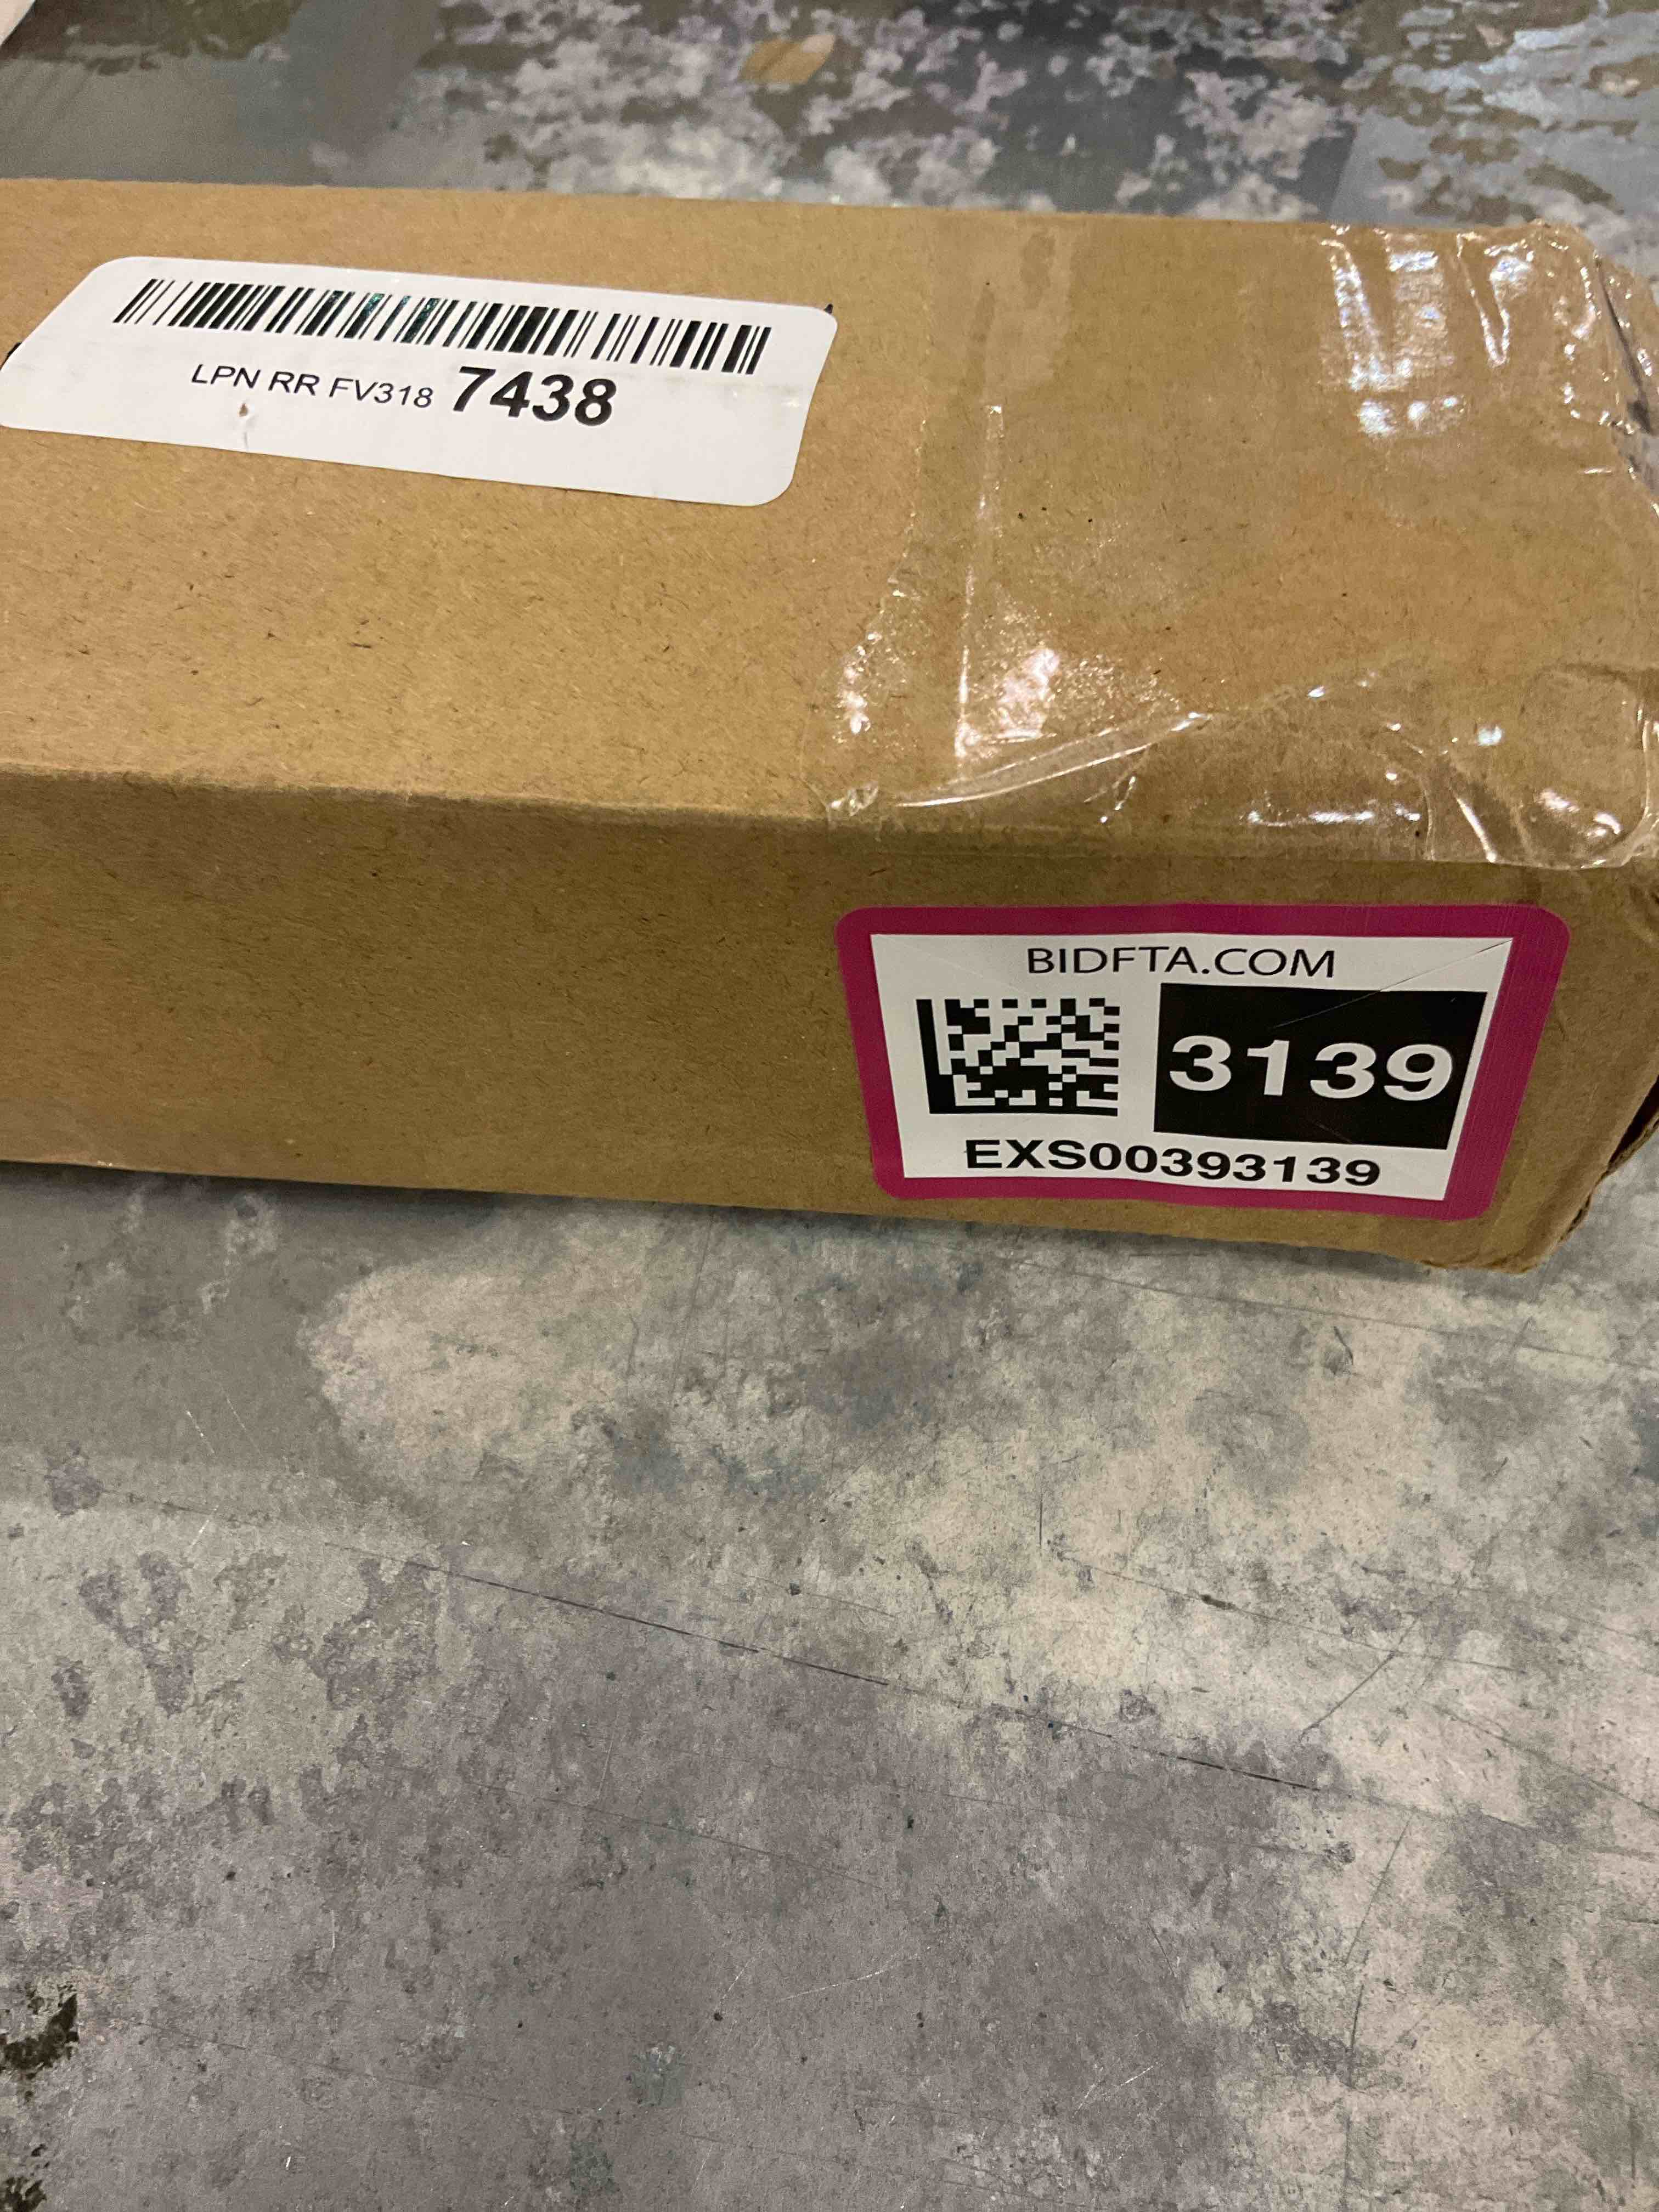 LPN RR FV318 7438
BIDFTA.COM
3139
EXS00393139